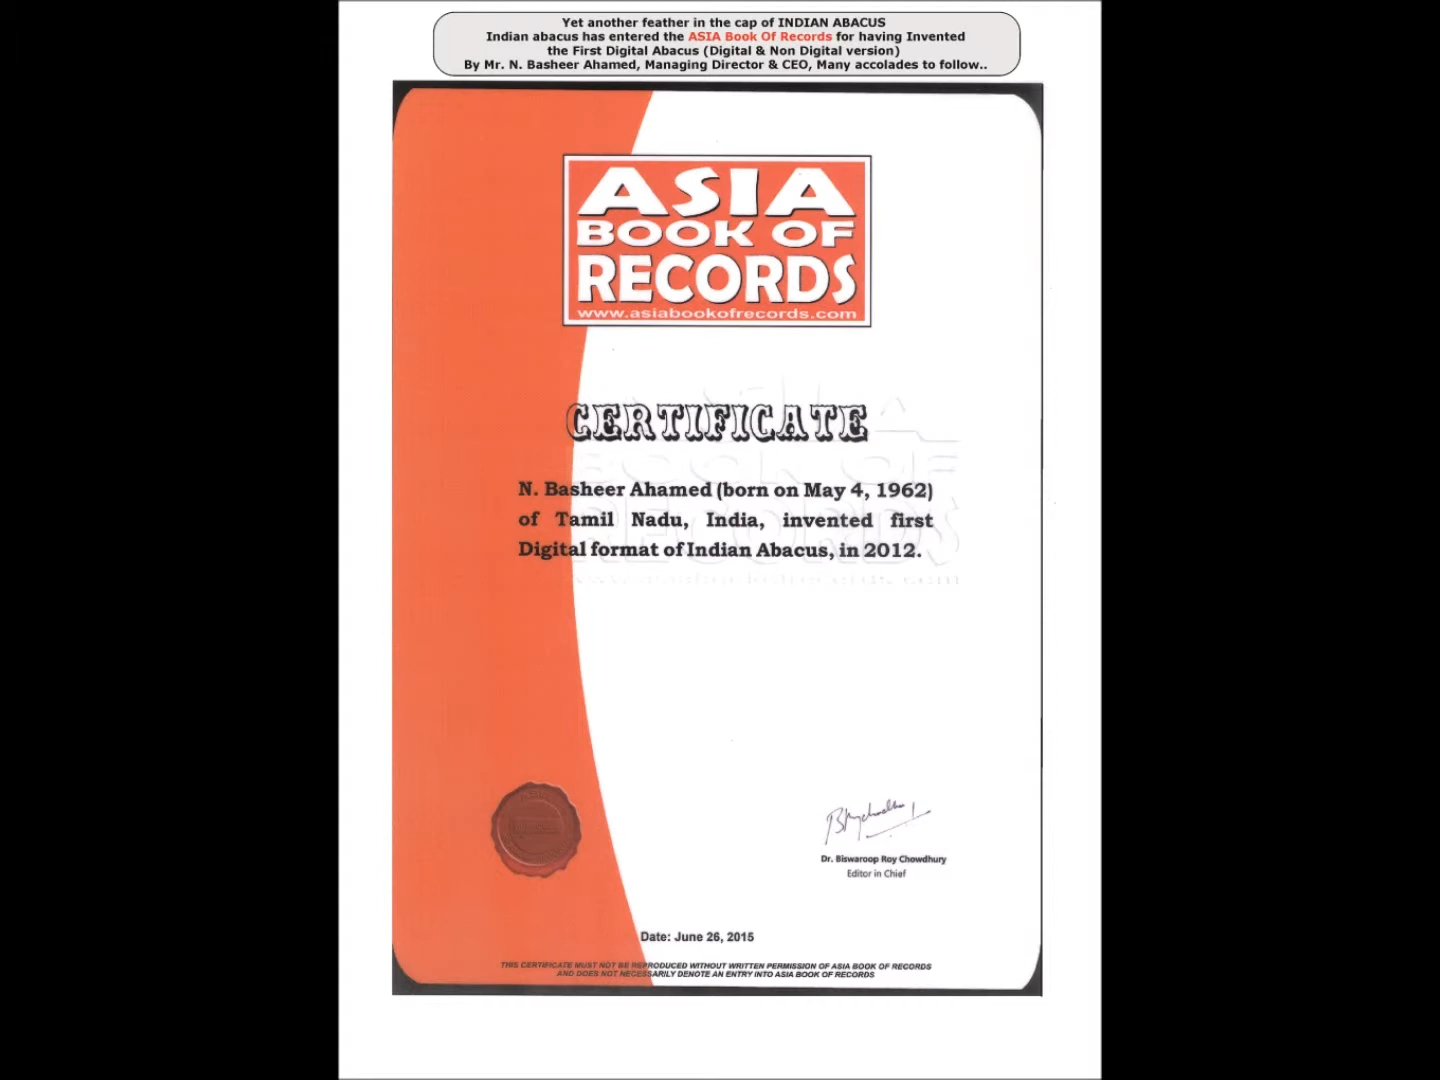 Yet another feather in the cap of INDIAN ABACUS
Indian abacus has entered the ASIA Book Of Records for having Invented
the First Digital Abacus (Digital & Non Digital version)
By Mr. N. Basheer Ahamed, Managing Director & CEO, Many accolades to follow..
ASIA
BOOK OF
RECORDS
www.asiabookofrecords.com
CERTIFICATE
N. Basheer Ahamed (born on May 4, 1962)
of Tamil Nadu, India, invented first
Digital format of Indian Abacus, in 2012.
Dr. Biswaroop Roy Chowdhury
Editor in Chief
Date: June 26, 2015
THIS CERTIFICATE MUST NOT BE REPRODUCED WITHOUT WRITTEN PERMISSION OF ASIA BOOK OF RECORDS
AND DOES NOT NECESSARILY DENOTE AN ENTRY INTO ASIA BOOK OF RECORDS